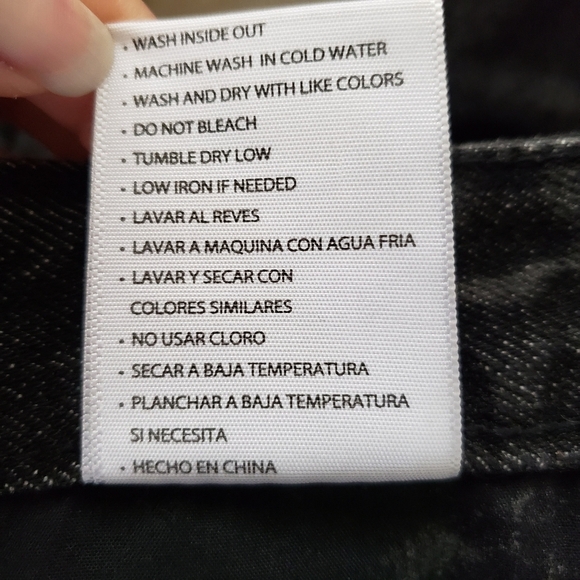 • WASH INSIDE OUT
• MACHINE WASH IN COLD WATER
• WASH AND DRY WITH LIKE COLORS
• DO NOT BLEACH
• TUMBLE DRY LOW
• LOW IRON IF NEEDED
• LAVAR AL REVES
• LAVAR A MAQUINA CON AGUA FRIA
• LAVAR Y SECAR CON
COLORES SIMILARES
• NO USAR CLORO
• SECAR A BAJA TEMPERATURA
• PLANCHAR A BAJA TEMPERATURA
SI NECESITA
• HECHO EN CHINA